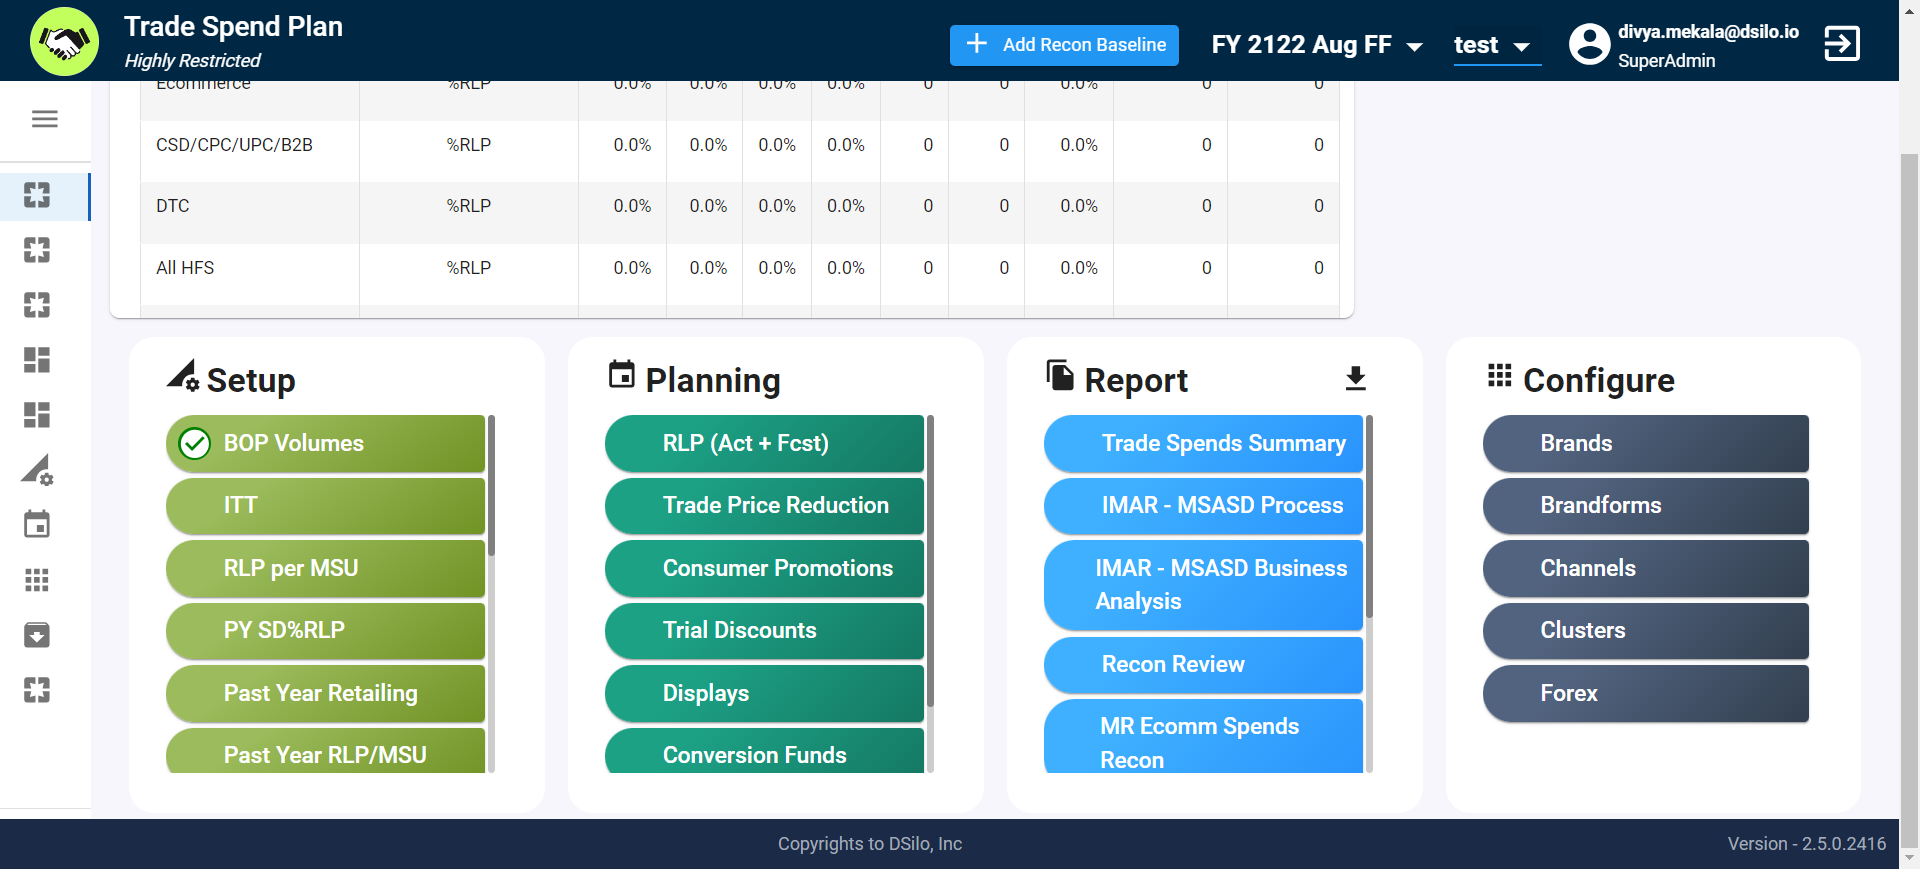 Trade Spend Plan
Highly Restricted
Add Recon Baseline
FY 2122 Aug FF
test
divya.mekala@dsilo.io
SuperAdmin
Ecommerce %RLP 0.0% 0.0% 0.0% 0.0% 0 0 0.0% 0 0
CSD/CPC/UPC/B2B %RLP 0.0% 0.0% 0.0% 0.0% 0 0 0.0% 0 0
DTC %RLP 0.0% 0.0% 0.0% 0.0% 0 0 0.0% 0 0
All HFS %RLP 0.0% 0.0% 0.0% 0.0% 0 0 0.0% 0 0
Setup
BOP Volumes
ITT
RLP per MSU
PY SD%RLP
Past Year Retailing
Past Year RLP/MSU
Planning
RLP (Act + Fcst)
Trade Price Reduction
Consumer Promotions
Trial Discounts
Displays
Conversion Funds
Report
Trade Spends Summary
IMAR - MSASD Process
IMAR - MSASD Business
Analysis
Recon Review
MR Ecomm Spends
Recon
Configure
Brands
Brandforms
Channels
Clusters
Forex
Copyrights to DSilo, Inc
Version - 2.5.0.2416